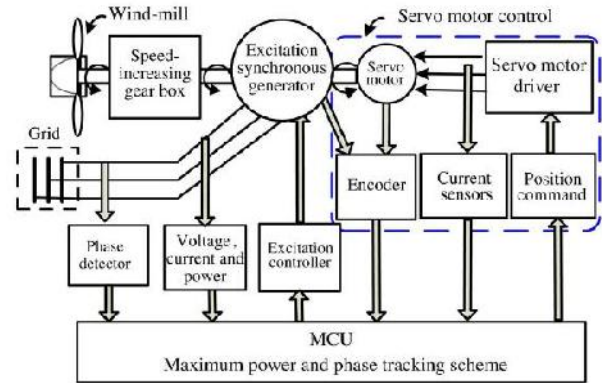 Wind-mill
Servo motor control
Speed-
increasing
gear box
Excitation
synchronous
generator
Servo
motor
Servo motor
driver
Grid
Encoder
Current
sensors
Position
command
Phase
detector
Voltage,
current and
power
Excitation
controller
MCU
Maximum power and phase tracking scheme